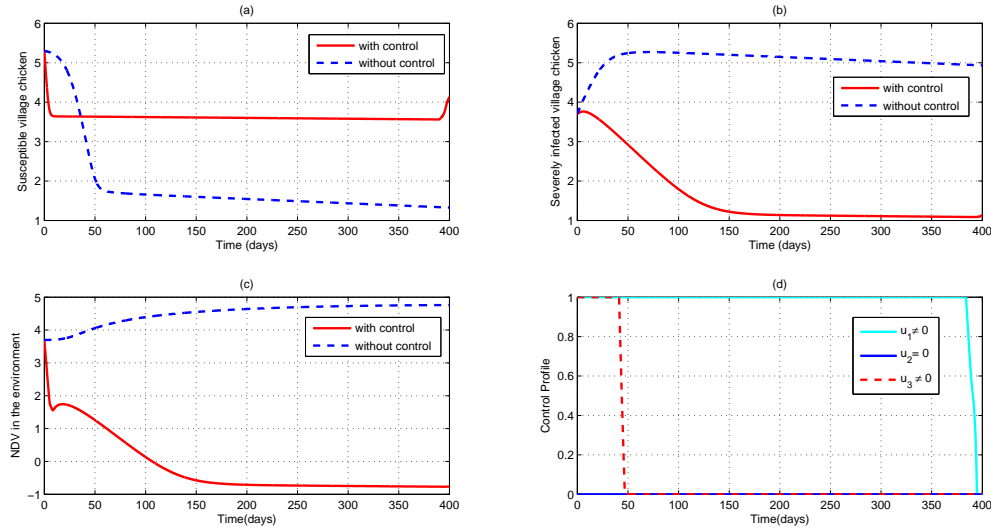 (a)
Susceptible village chicken
6
5
4
3
2
1
with control
without control
0 50 100 150 200 250 300 350 400
Time (days)
(b)
Severely infected village chicken
6
5
4
3
2
1
with control
without control
0 50 100 150 200 250 300 350 400
Time (days)
(c)
NDV in the environment
5
4
3
2
1
0
−1
with control
without control
0 50 100 150 200 250 300 350 400
Time(days)
(d)
Control Profile
1
0.8
0.6
0.4
0.2
0
u_1≠ 0
u_2= 0
u_3 ≠ 0
0 50 100 150 200 250 300 350 400
Time(days)